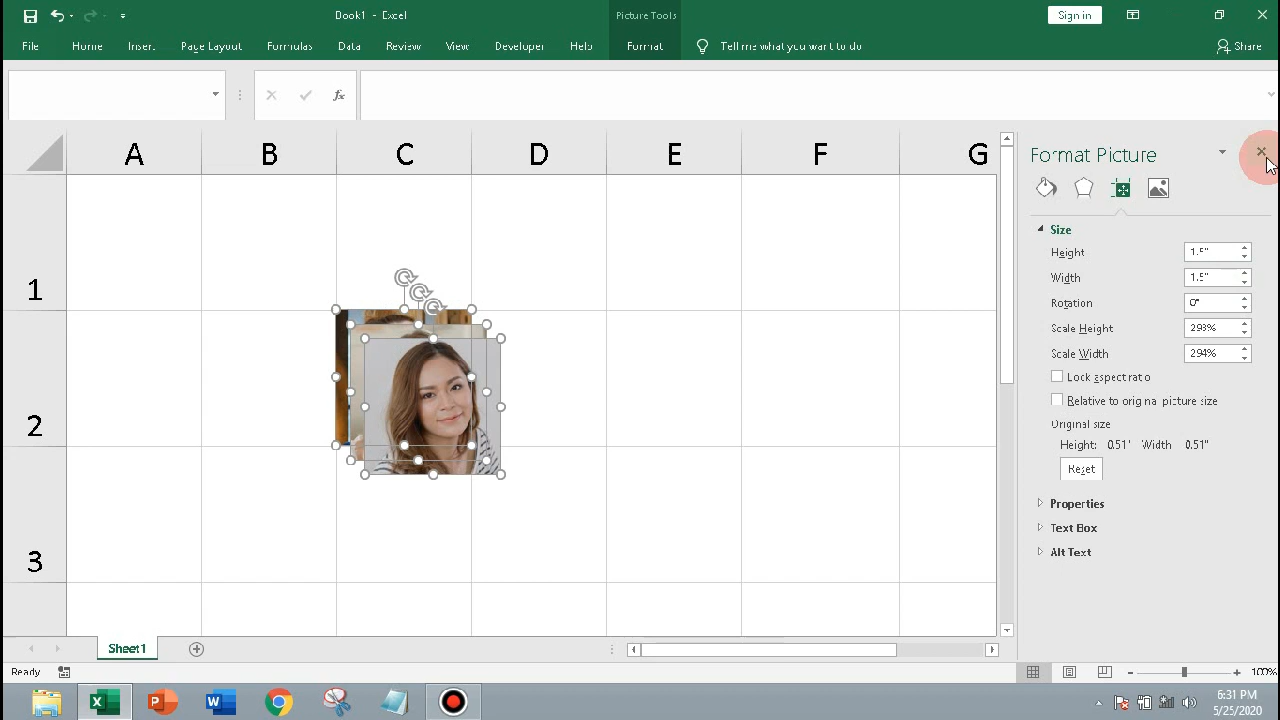 Book1 - Excel
Picture Tools
Sign in
File Home Insert Page Layout Formulas Data Review View Developer Help Format Tell me what you want to do Share
fx
A B C D E F G
1
2
3
Format Picture
Size
Height 1.5"
Width 1.5"
Rotation 0°
Scale Height 293%
Scale Width 294%
Lock aspect ratio
Relative to original picture size
Original size
Height: 0.51" Width 0.51"
Reset
Properties
Text Box
Alt Text
Sheet1
Ready
100%
6:31 PM
5/25/2020